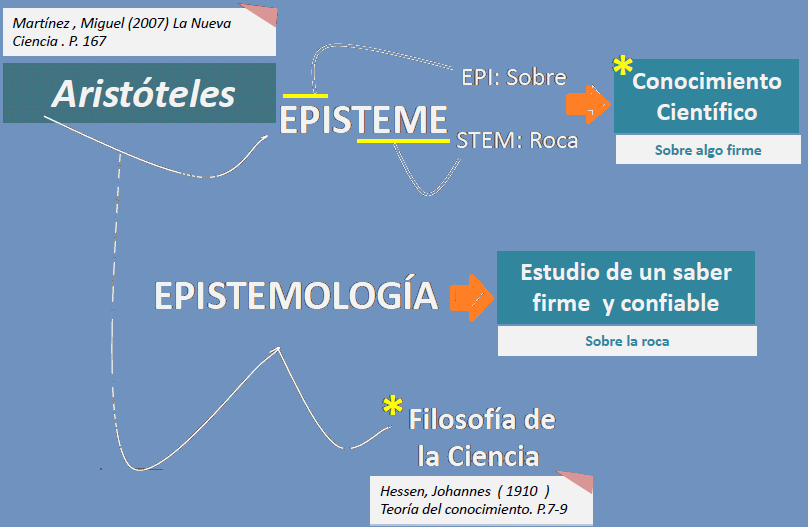 Martínez , Miguel (2007) La Nueva
Ciencia . P. 167
Aristóteles
EPISTEME
EPI: Sobre
STEM: Roca
*
Conocimiento
Científico
Sobre algo firme
EPISTEMOLOGÍA
Estudio de un saber
firme y confiable
Sobre la roca
*
Filosofía de
la Ciencia
Hessen, Johannes ( 1910 )
Teoría del conocimiento. P.7-9